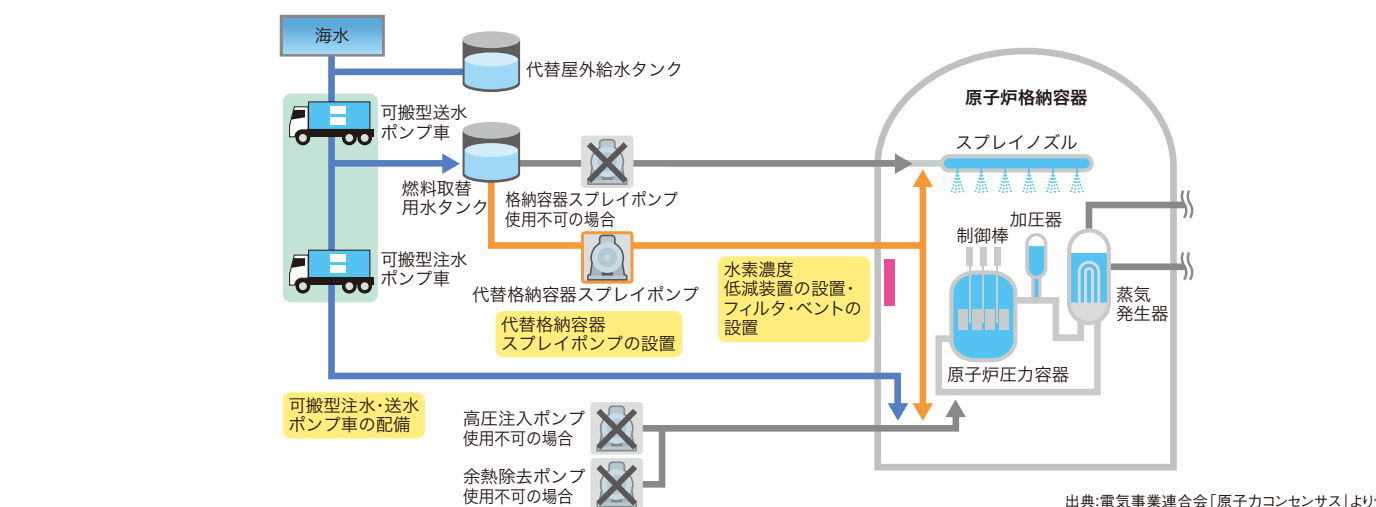 海水
代替屋外給水タンク
可搬型送水
ポンプ車
燃料取替
用水タンク
格納容器スプレイポンプ
使用不可の場合
可搬型注水
ポンプ車
代替格納容器スプレイポンプ
代替格納容器
スプレイポンプの設置
水素濃度
低減装置の設置・
フィルタ・ベントの
設置
可搬型注水・送水
ポンプ車の配備
高圧注入ポンプ
使用不可の場合
余熱除去ポンプ
使用不可の場合
原子炉格納容器
スプレイノズル
加圧器
制御棒
蒸気
発生器
原子炉圧力容器
出典:電気事業連合会「原子力コンセンサス」より